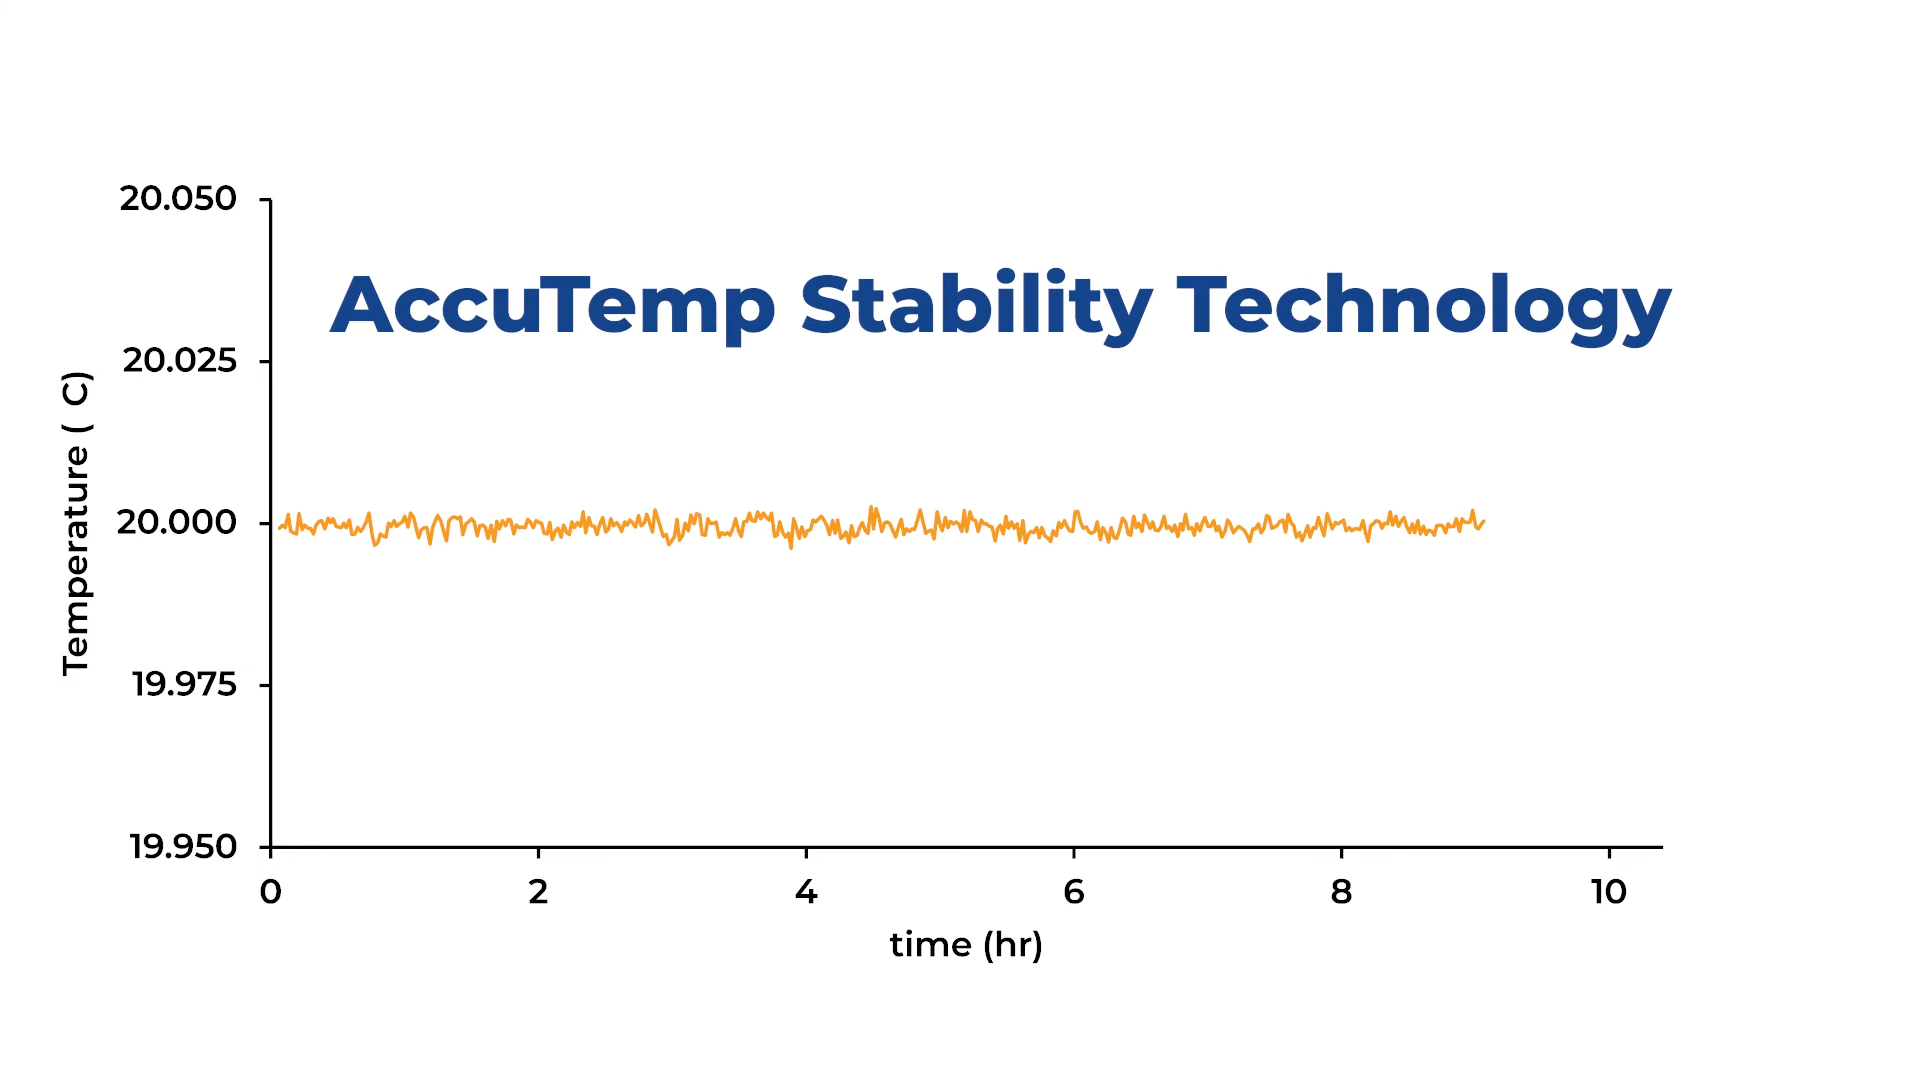 AccuTemp Stability Technology
Temperature ( C)
20.050
20.025
20.000
19.975
19.950
0 2 4 6 8 10
time (hr)